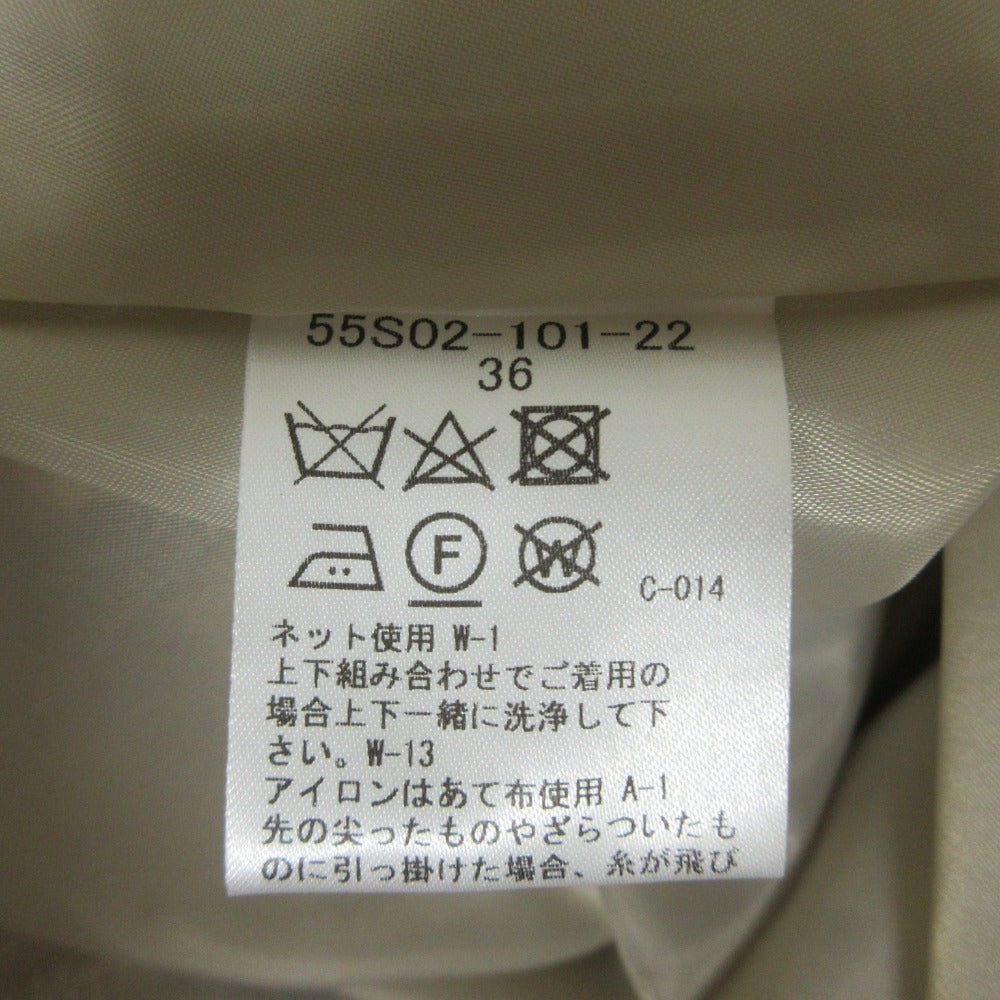 55S02-101-22
36
F
W
C-014
ネット使用 W-1
上下組み合わせでご着用の
場合上下一緒に洗浄して下
さい。W-13
アイロンはあて布使用 A-1
先の尖ったものやざらついたも
のに引っ掛けた場合、糸が飛び